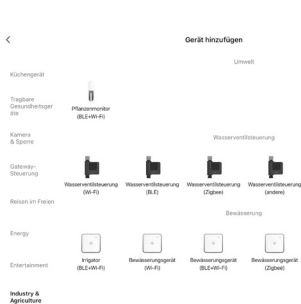 Gerät hinzufügen
Umwelt
Küchengerät
Tragbare
Gesundheitsger
äte
Pflanzenmonitor
(BLE+Wi-Fi)
Kamera
& Sperre
Wasserventilsteuerung
Gateway-
Steuerung
Wasserventilsteuerung Wasserventilsteuerung Wasserventilsteuerung Wasserventilsteuerung
(Wi-Fi) (BLE) (Zigbee) (andere)
Reisen im Freien
Bewässerung
Energy
Irrigator Bewässerungsgerät Bewässerungsgerät Bewässerungsgerät
(BLE+Wi-Fi) (Wi-Fi) (BLE+Wi-Fi) (Zigbee)
Entertainment
Industry &
Agriculture